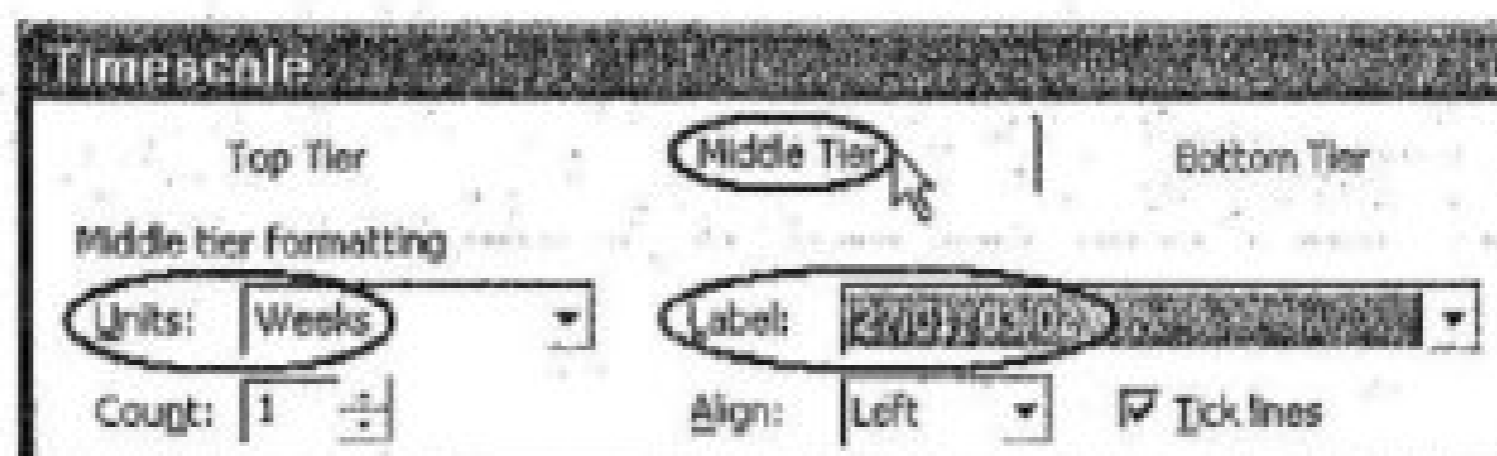 Timescale
Top Tier Middle Tier Bottom Tier
Middle tier formatting
Units: Weeks Label:
Count: 1 Align: Left Tick lines